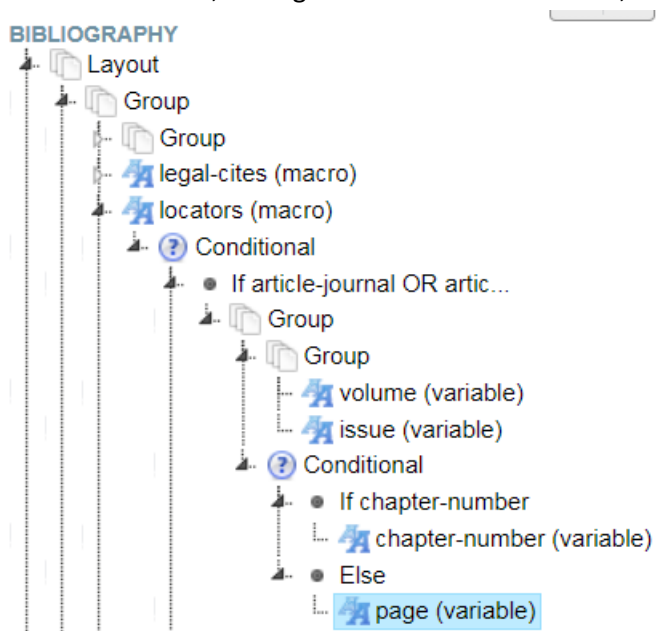 BIBLIOGRAPHY
Layout
Group
Group
legal-cites (macro)
locators (macro)
Conditional
If article-journal OR artic...
Group
Group
volume (variable)
issue (variable)
Conditional
If chapter-number
chapter-number (variable)
Else
page (variable)